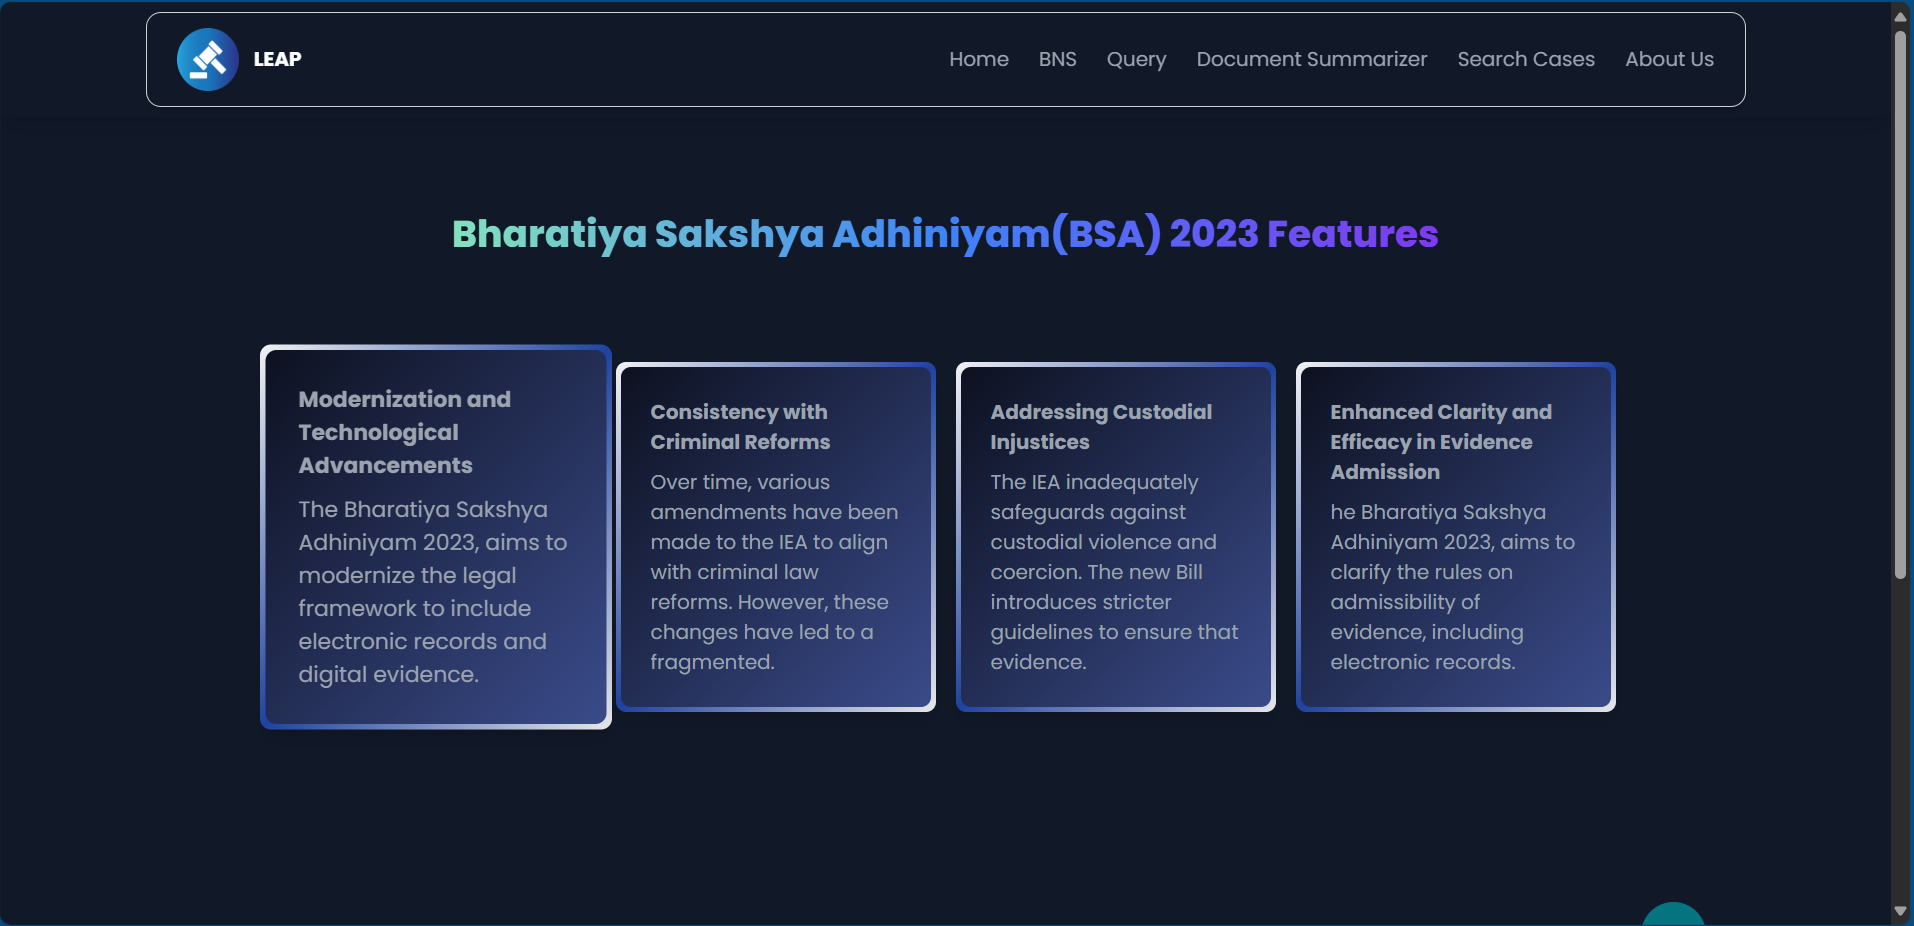 LEAP
Home BNS Query Document Summarizer Search Cases About Us
Bharatiya Sakshya Adhiniyam(BSA) 2023 Features
Modernization and
Technological
Advancements
The Bharatiya Sakshya
Adhiniyam 2023, aims to
modernize the legal
framework to include
electronic records and
digital evidence.
Consistency with
Criminal Reforms
Over time, various
amendments have been
made to the IEA to align
with criminal law
reforms. However, these
changes have led to a
fragmented.
Addressing Custodial
Injustices
The IEA inadequately
safeguards against
custodial violence and
coercion. The new Bill
introduces stricter
guidelines to ensure that
evidence.
Enhanced Clarity and
Efficacy in Evidence
Admission
he Bharatiya Sakshya
Adhiniyam 2023, aims to
clarify the rules on
admissibility of
evidence, including
electronic records.